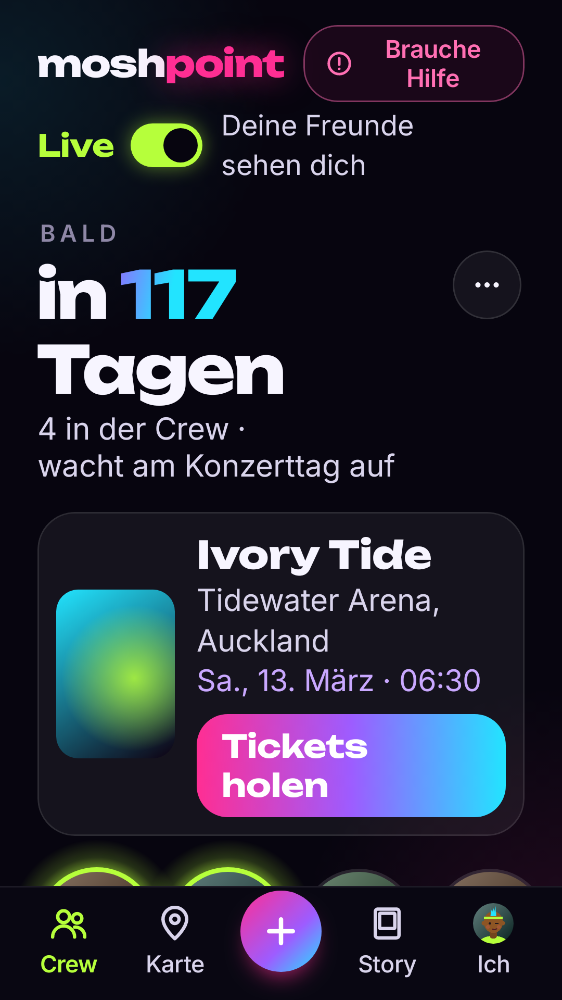 moshpoint
Brauche
Hilfe
Live
Deine Freunde
sehen dich
BALD
in 117
Tagen
4 in der Crew ·
wacht am Konzerttag auf
Ivory Tide
Tidewater Arena,
Auckland
Sa., 13. März · 06:30
Tickets
holen
Crew
Karte
Story
Ich